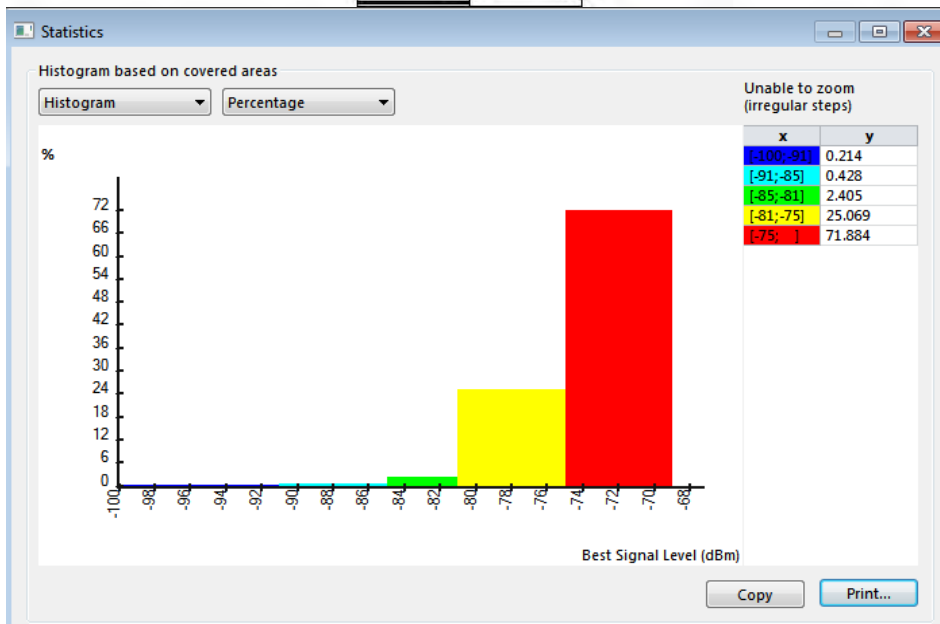 Statistics
Histogram based on covered areas
Histogram
Percentage
Unable to zoom
(irregular steps)
x y
[-100;-91] 0.214
[-91;-85] 0.428
[-85;-81] 2.405
[-81;-75] 25.069
[-75; ] 71.884
%
72
66
60
54
48
42
36
30
24
18
12
6
0
-100 -98 -96 -94 -92 -90 -88 -86 -84 -82 -80 -78 -76 -74 -72 -70 -68
Best Signal Level (dBm)
Copy Print...